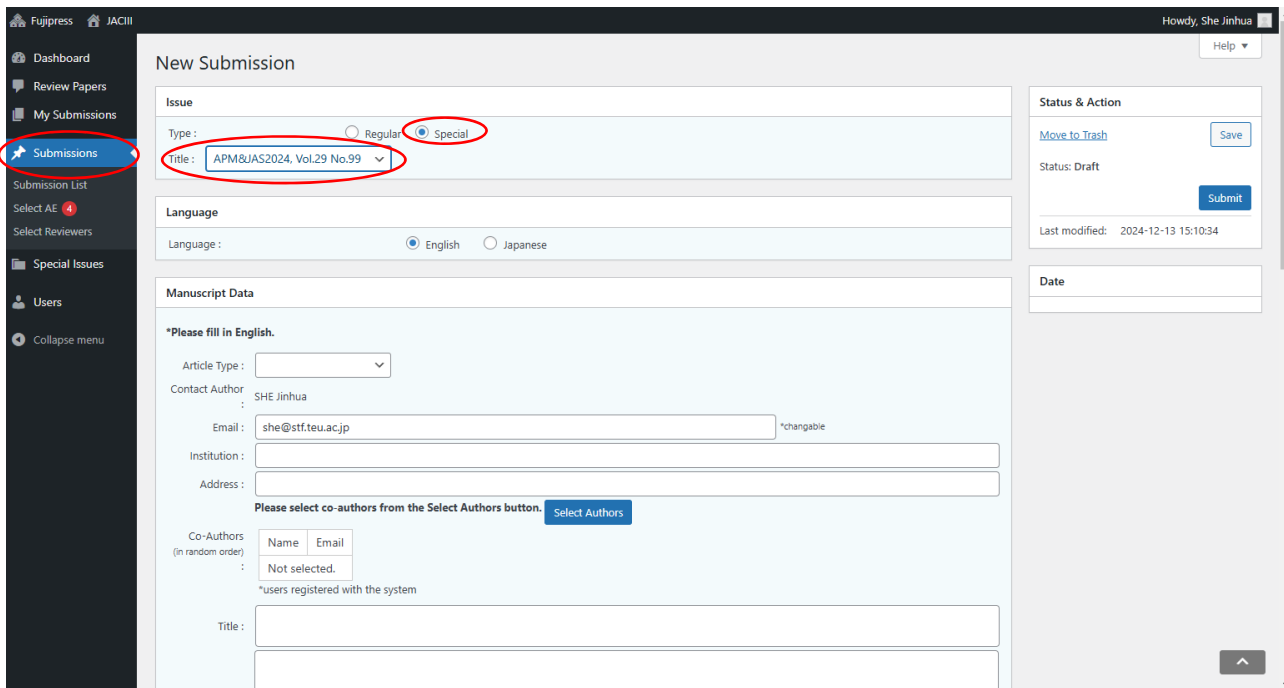 Fujipress JACIII Howdy, She Jinhua
Help
Dashboard
Review Papers
My Submissions
Submissions
Submission List
Select AE 4
Select Reviewers
Special Issues
Users
Collapse menu
New Submission
Issue
Type : Regular Special
Title : APM&JAS2024, Vol.29 No.99
Language
Language : English Japanese
Manuscript Data
*Please fill in English.
Article Type :
Contact Author : SHE Jinhua
Email : she@stf.teu.ac.jp *changable
Institution :
Address :
Please select co-authors from the Select Authors button. Select Authors
Co-Authors
(in random order)
:
Name Email
Not selected.
*users registered with the system
Title :
Status & Action
Move to Trash Save
Status: Draft
Submit
Last modified: 2024-12-13 15:10:34
Date